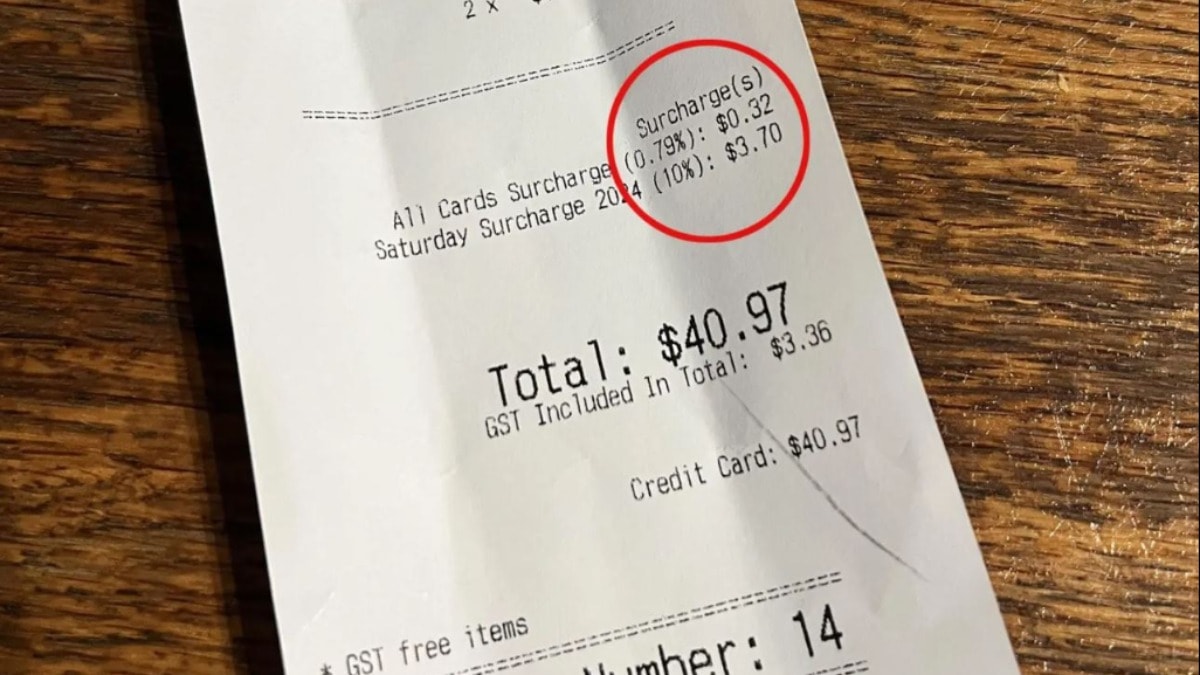 2 x
Surcharge(s)
All Cards Surcharge (0.79%): $0.32
Saturday Surcharge 2024 (10%): $3.70
Total: $40.97
GST Included In Total: $3.36
Credit Card: $40.97
* GST free items
Number: 14